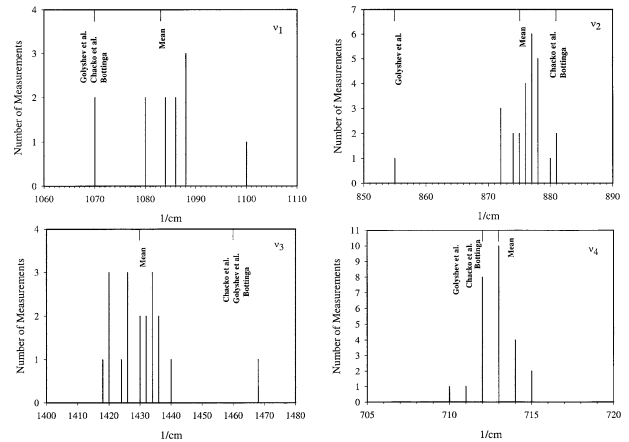 ν1
Number of Measurements
4
3
2
1
0
Golyshev et al.
Chacko et al.
Bottinga
Mean
1060 1070 1080 1090 1100 1110
1/cm
ν2
Number of Measurements
7
6
5
4
3
2
1
0
Golyshev et al.
Mean
Chacko et al.
Bottinga
850 860 870 880 890
1/cm
ν3
Number of Measurements
4
3
2
1
0
Mean
Chacko et al.
Golyshev et al.
Bottinga
1400 1410 1420 1430 1440 1450 1460 1470 1480
1/cm
ν4
Number of Measurements
11
10
9
8
7
6
5
4
3
2
1
0
Golyshev et al.
Chacko et al.
Bottinga
Mean
705 710 715 720
1/cm